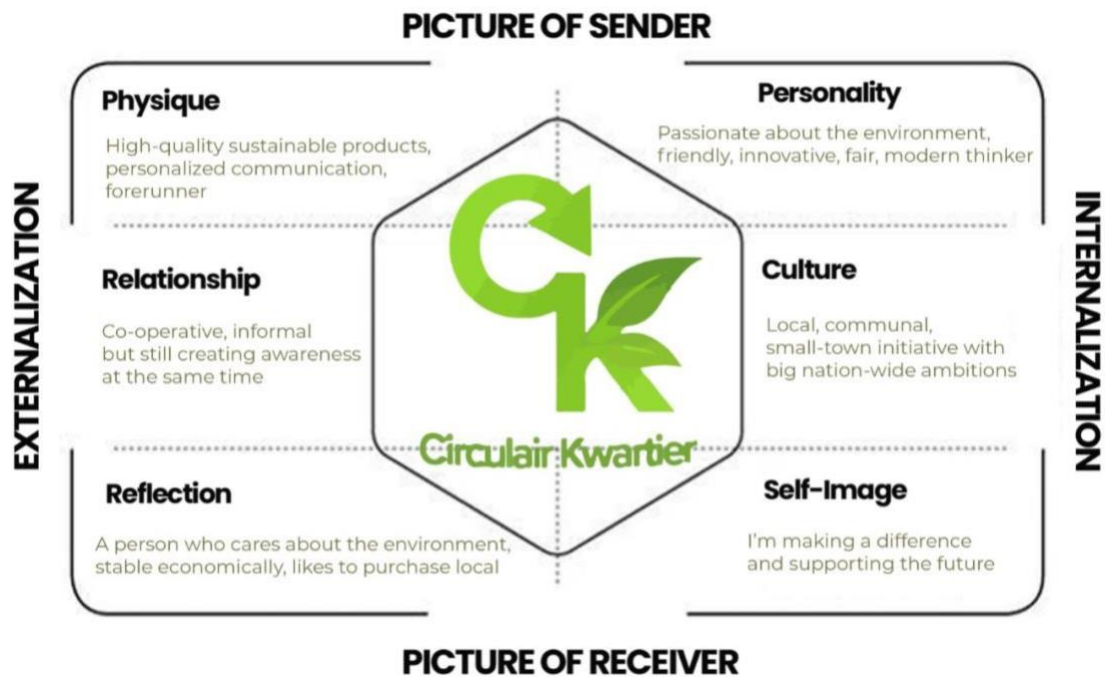 PICTURE OF SENDER
Physique
High-quality sustainable products,
personalized communication,
forerunner
Personality
Passionate about the environment,
friendly, innovative, fair, modern thinker
EXTERNALIZATION
INTERNALIZATION
Relationship
Co-operative, informal
but still creating awareness
at the same time
CK
Circulair Kwartier
Culture
Local, communal,
small-town initiative with
big nation-wide ambitions
Reflection
A person who cares about the environment,
stable economically, likes to purchase local
Self-Image
I'm making a difference
and supporting the future
PICTURE OF RECEIVER